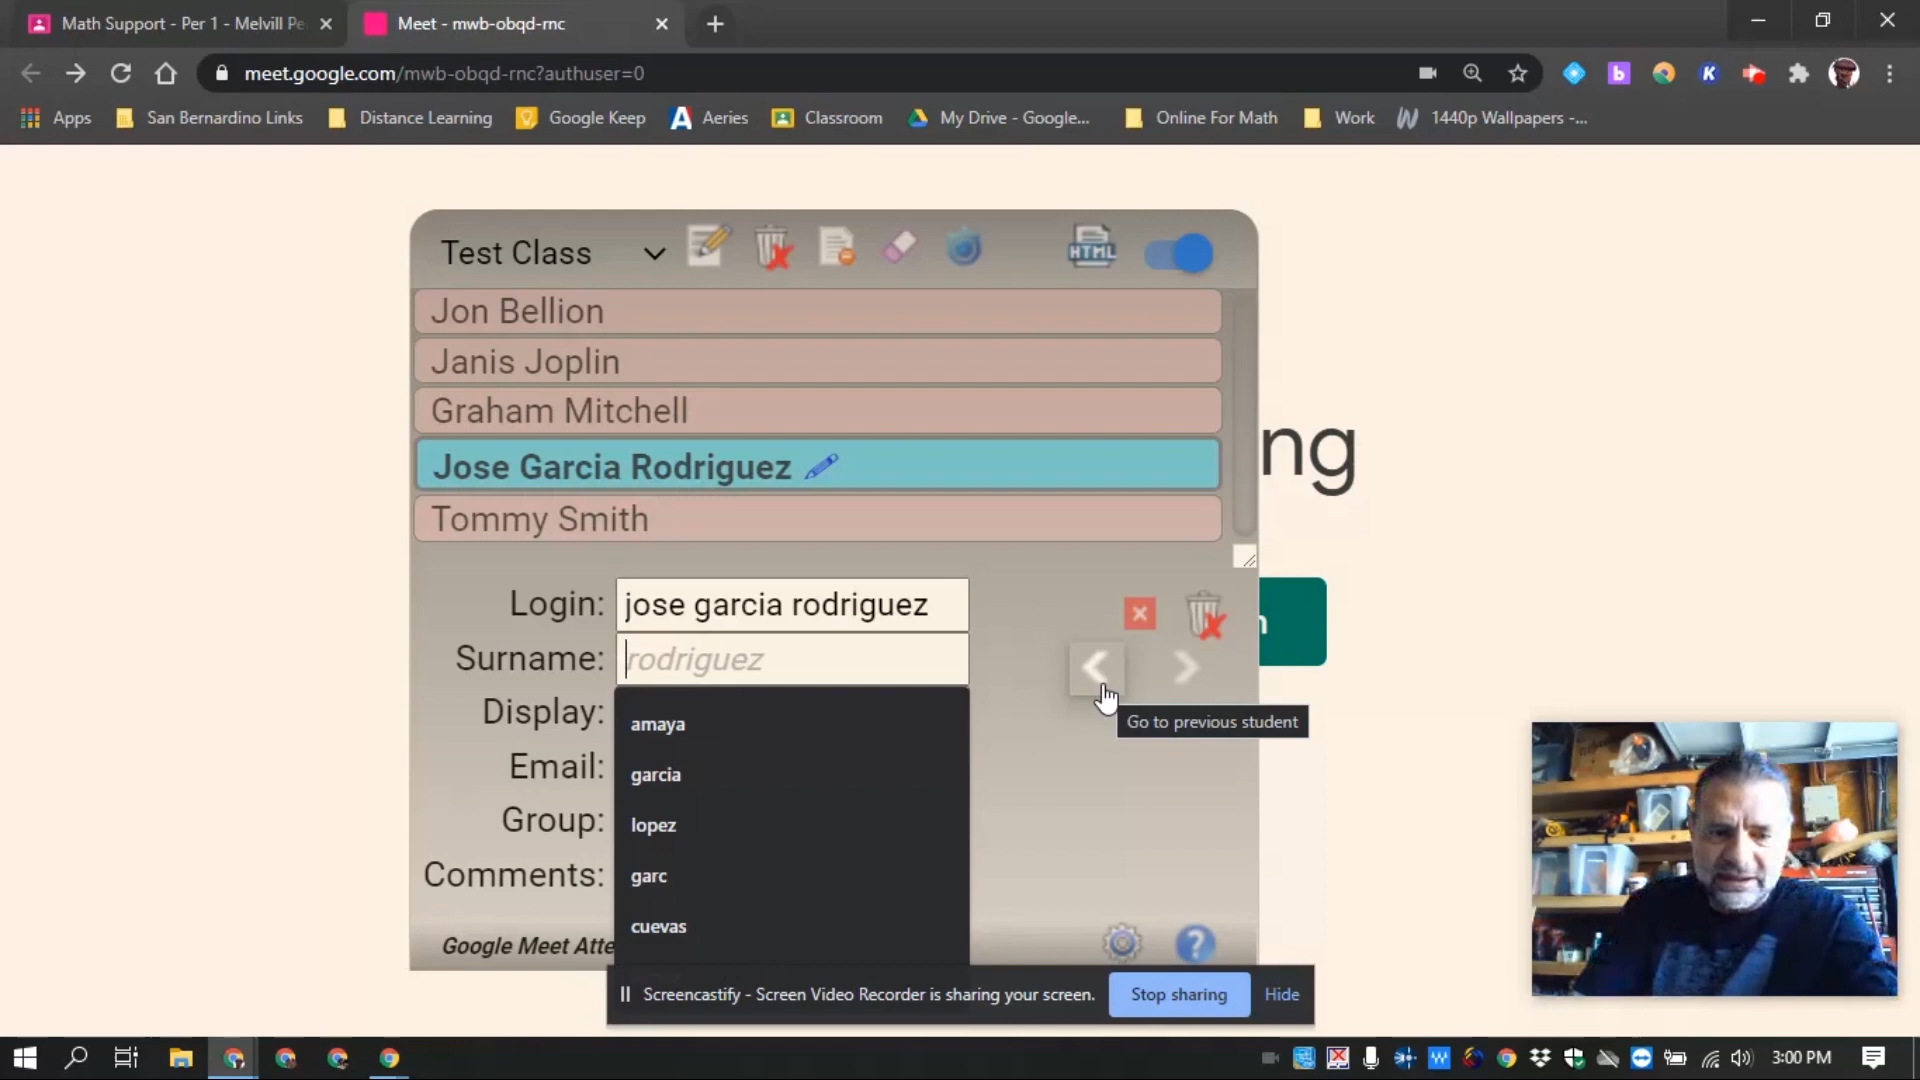 Math Support - Per 1 - Melvill Pe
Meet - mwb-obqd-rnc
meet.google.com/mwb-obqd-rnc?authuser=0
Apps
San Bernardino Links
Distance Learning
Google Keep
Aeries
Classroom
My Drive - Google...
Online For Math
Work
1440p Wallpapers -...
Test Class
HTML
Jon Bellion
Janis Joplin
Graham Mitchell
Jose Garcia Rodriguez
Tommy Smith
ng
Login: jose garcia rodriguez
Surname: rodriguez
Go to previous student
Display:
Email:
Group:
Comments:
amaya
garcia
lopez
garc
cuevas
Google Meet Atte
Screencastify - Screen Video Recorder is sharing your screen.
Stop sharing
Hide
3:00 PM